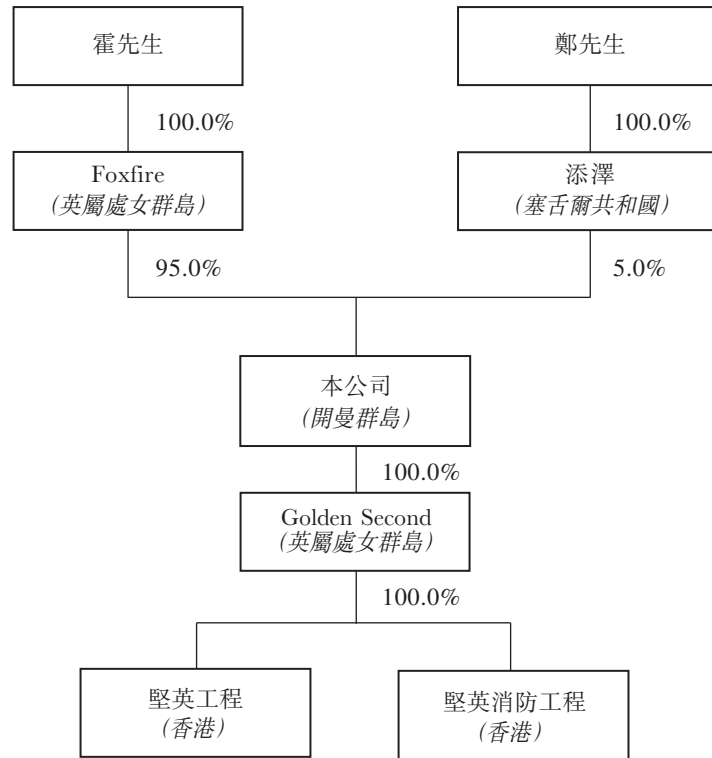 霍先生
鄭先生
100.0%
100.0%
Foxfire
(英屬處女群島)
添澤
(塞舌爾共和國)
95.0%
5.0%
本公司
(開曼群島)
100.0%
Golden Second
(英屬處女群島)
100.0%
堅英工程
(香港)
堅英消防工程
(香港)